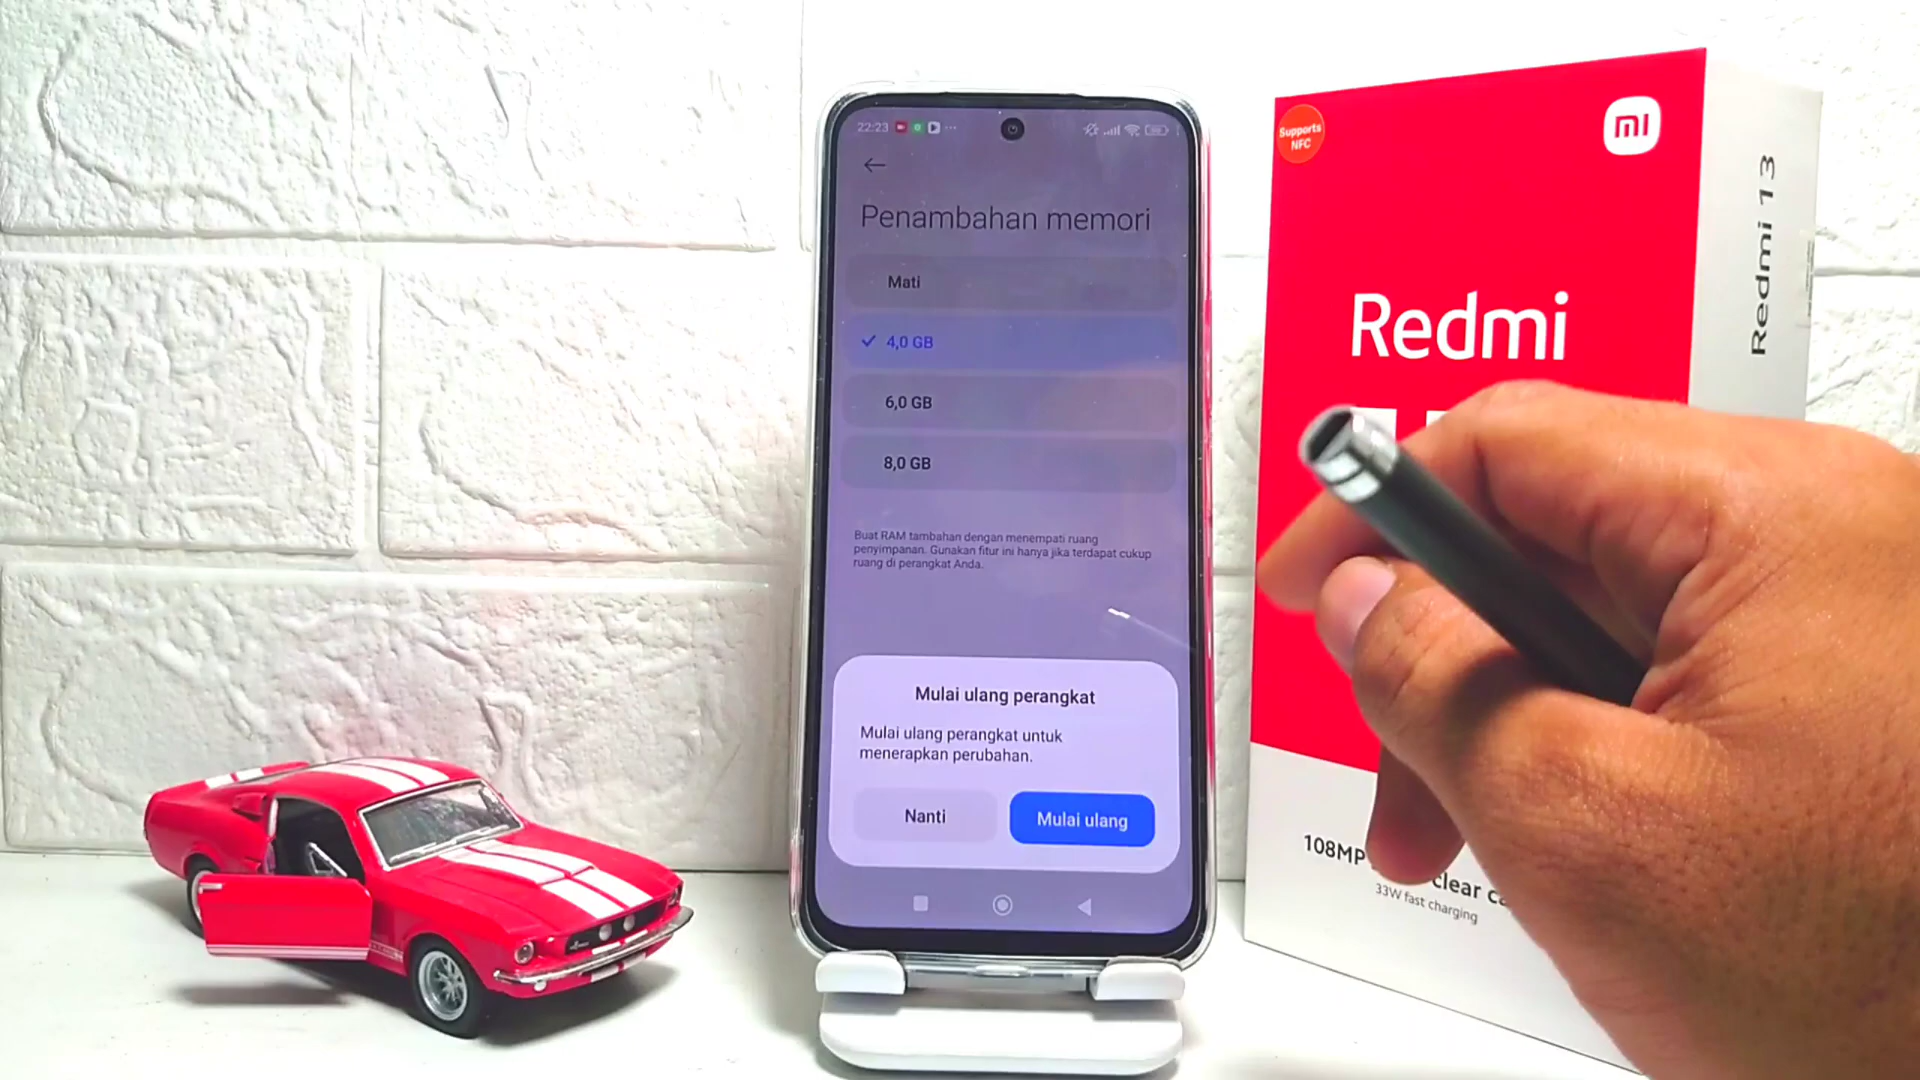 22:23
Penambahan memori
Mati
4,0 GB
6,0 GB
8,0 GB
Buat RAM tambahan dengan menempati ruang
penyimpanan. Gunakan fitur ini hanya jika terdapat cukup
ruang di perangkat Anda.
Mulai ulang perangkat
Mulai ulang perangkat untuk
menerapkan perubahan.
Nanti
Mulai ulang
Supports
NFC
mi
Redmi
108MP
clear ca
33W fast charging
Redmi 13